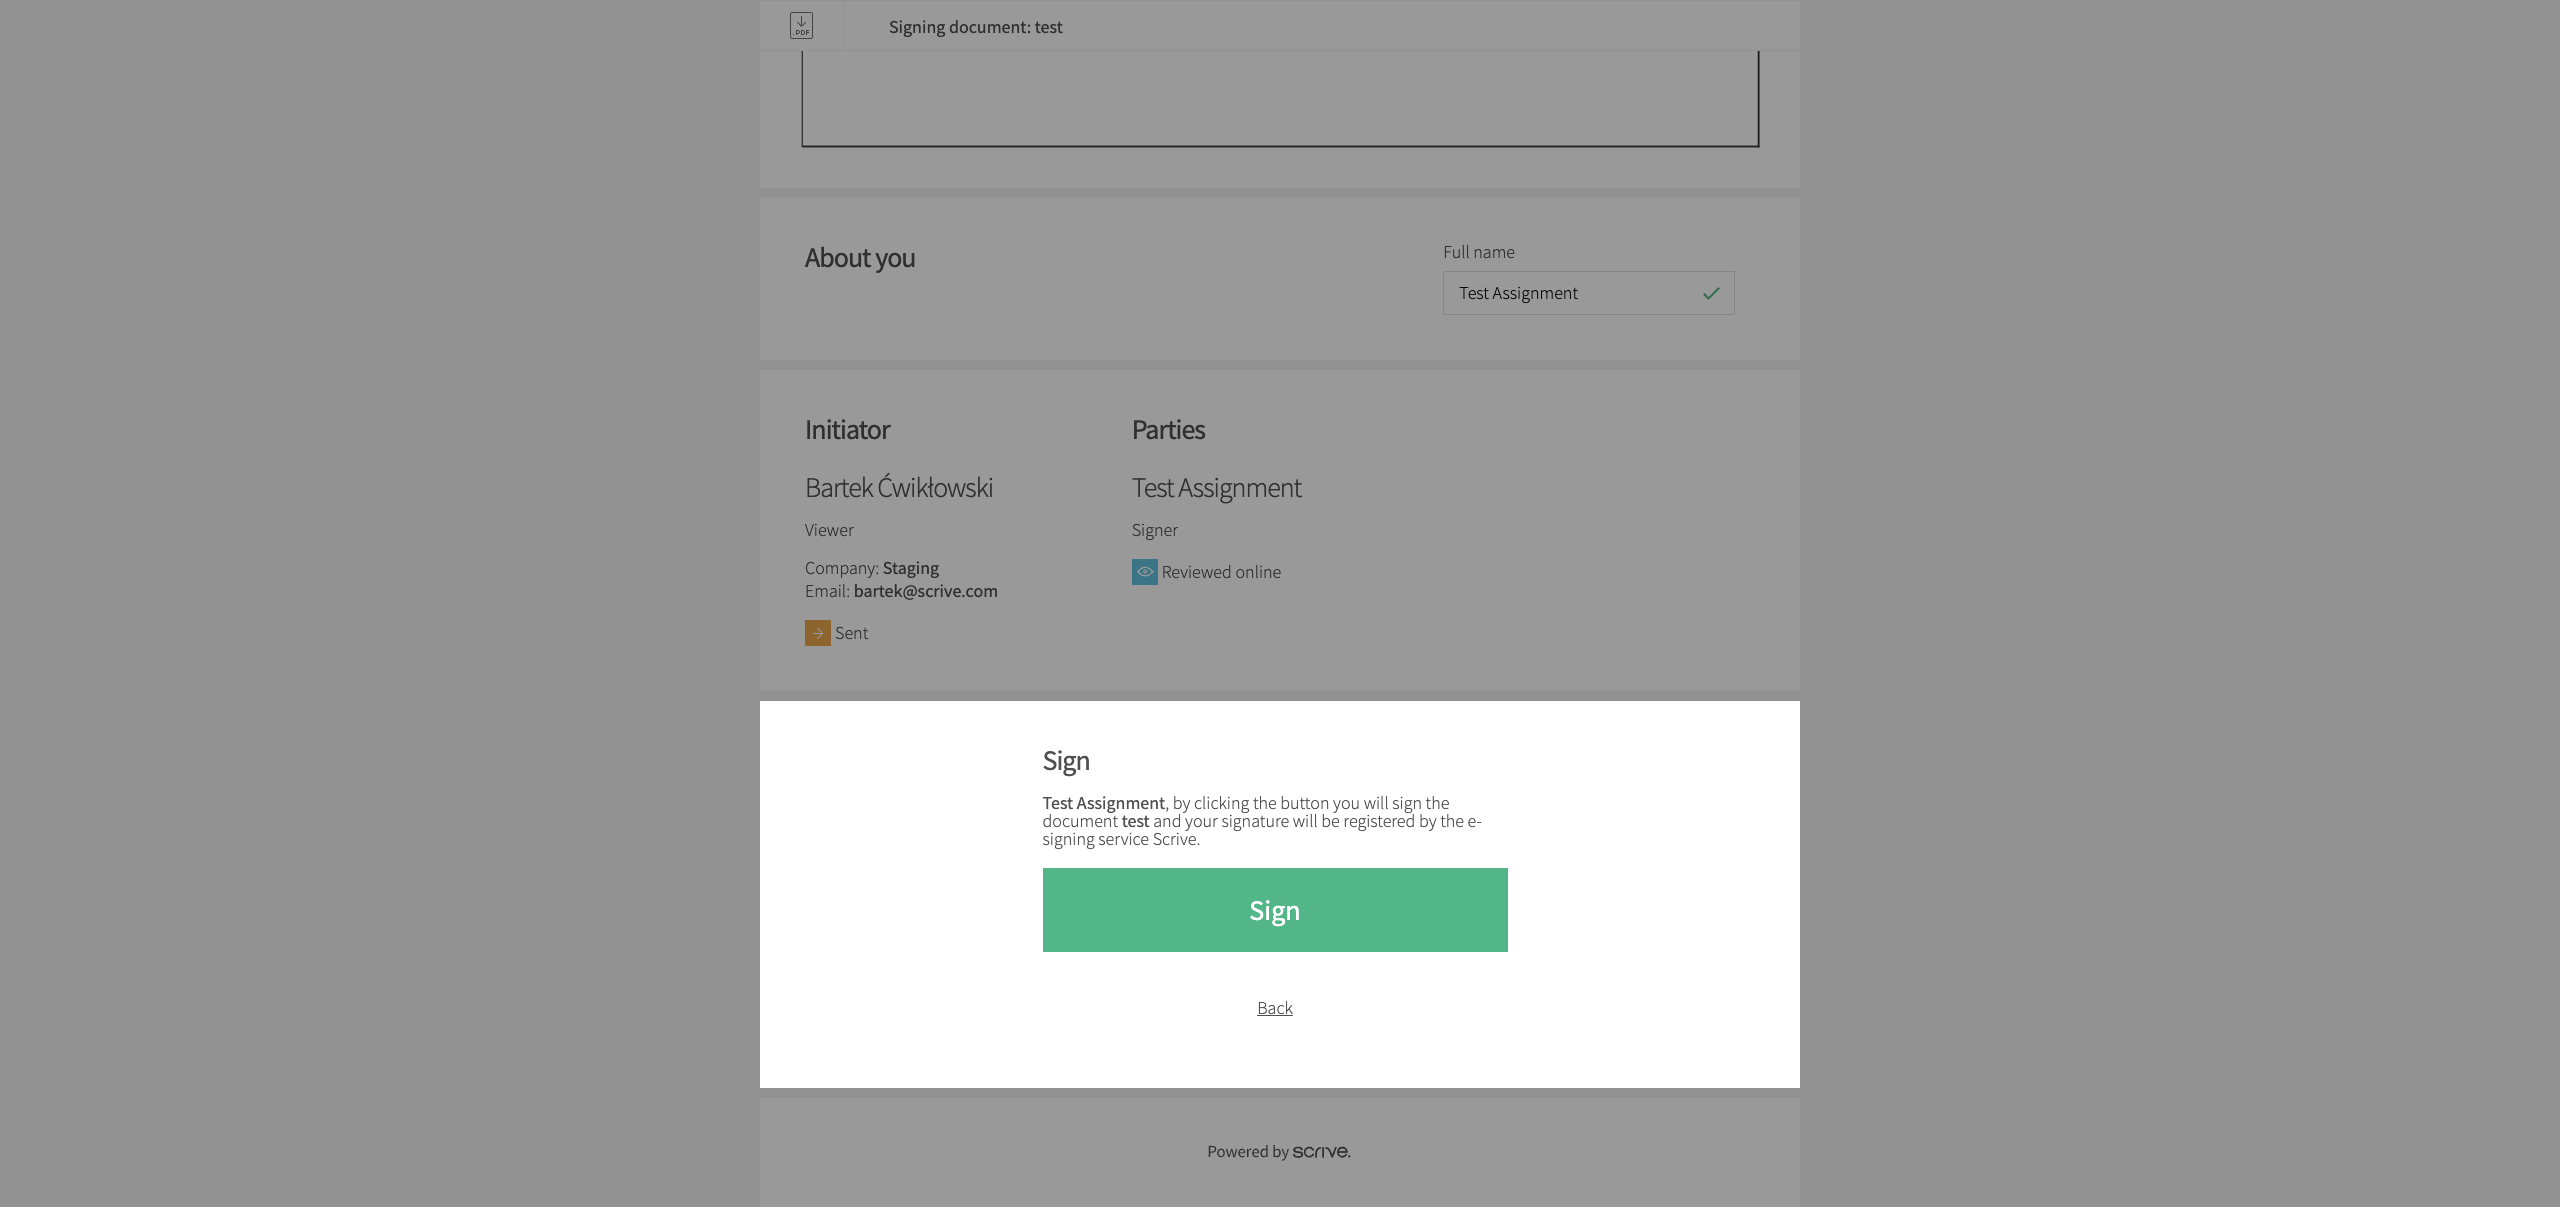 .PDF
Signing document: test
About you
Full name
Test Assignment
Initiator
Parties
Bartek Ćwikłowski
Test Assignment
Viewer
Signer
Company: Staging
Email: bartek@scrive.com
Reviewed online
Sent
Sign
Test Assignment, by clicking the button you will sign the
document test and your signature will be registered by the e-
signing service Scrive.
Sign
Back
Powered by scrive.